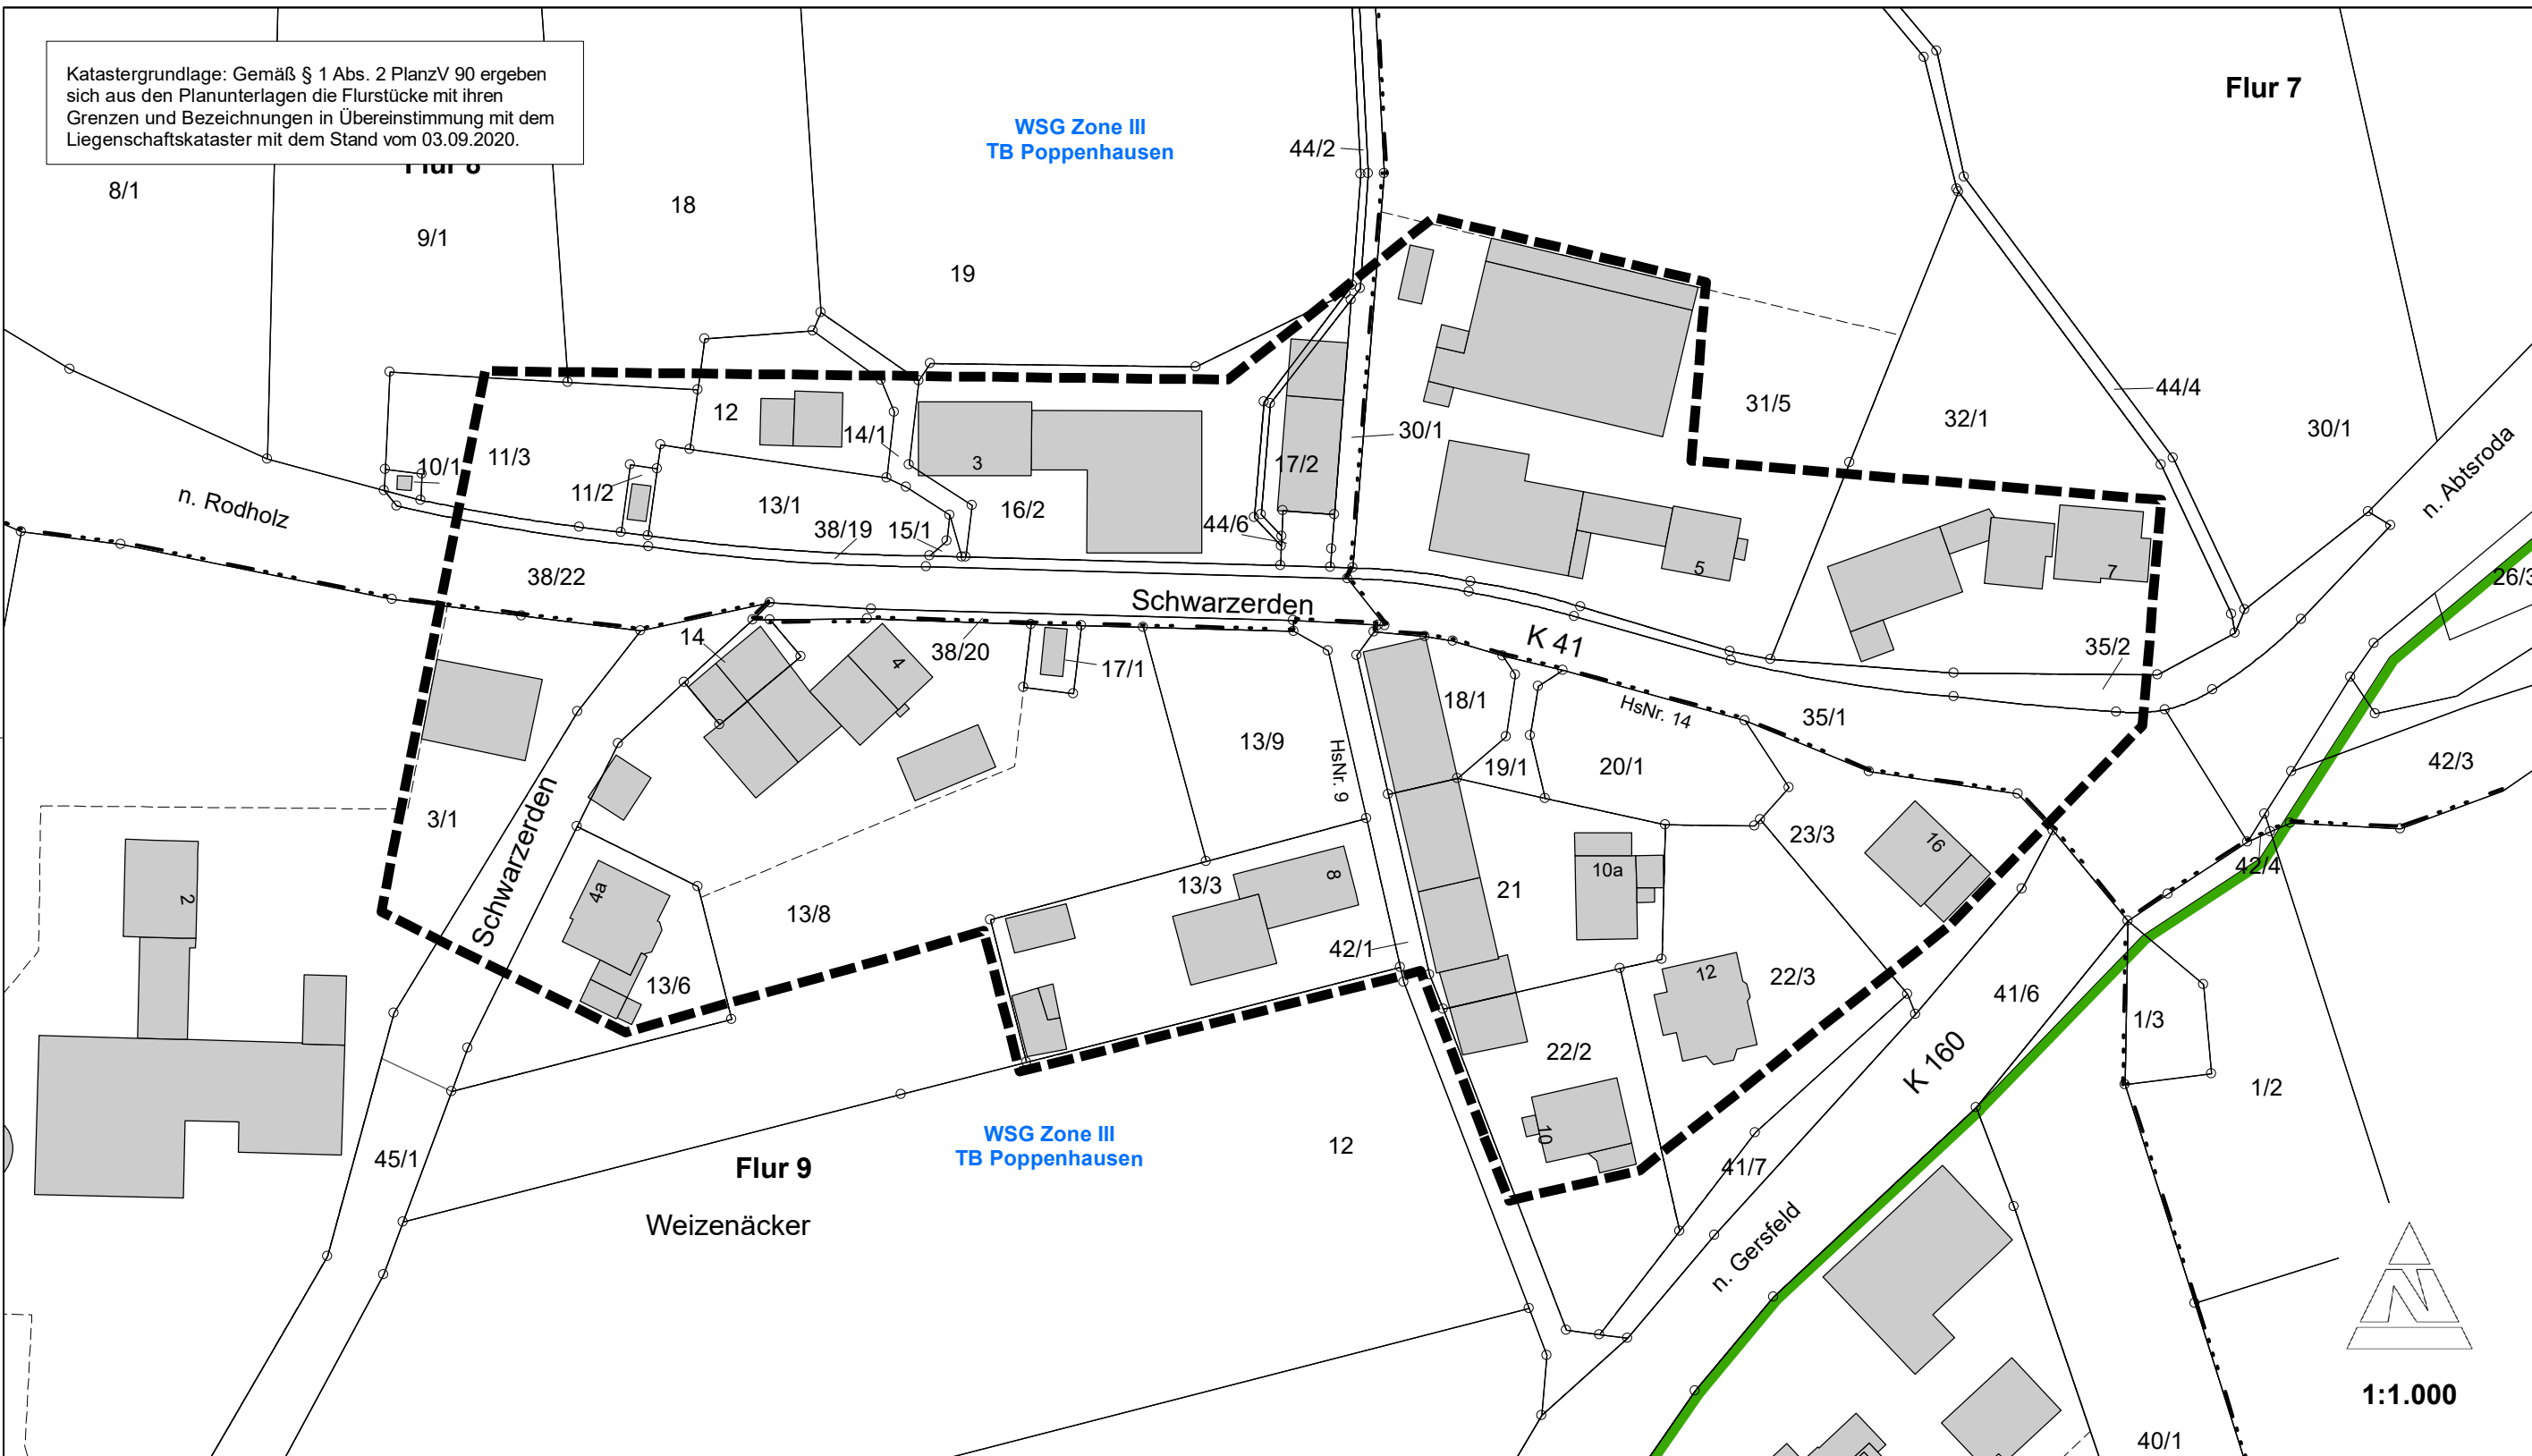 Katastergrundlage: Gemäß § 1 Abs. 2 PlanzV 90 ergeben
sich aus den Planunterlagen die Flurstücke mit ihren
Grenzen und Bezeichnungen in Übereinstimmung mit dem
Liegenschaftskataster mit dem Stand vom 03.09.2020.
Flur 8
Flur 7
WSG Zone III
TB Poppenhausen
44/2
8/1
18
9/1
19
44/4
31/5
32/1
30/1
12
14/1
30/1
3
17/2
10/1
11/3
11/2
13/1
38/19
15/1
16/2
44/6
n. Rodholz
n. Abtsroda
5
7
26/3
38/22
Schwarzerden
K 41
14
4
38/20
17/1
35/2
18/1
HsNr. 14
35/1
13/9
HsNr. 9
19/1
20/1
42/3
3/1
Schwarzerden
23/3
16
42/4
2
4a
13/8
13/3
8
21
10a
42/1
13/6
12
22/3
41/6
1/3
22/2
K 160
1/2
10
WSG Zone III
TB Poppenhausen
12
45/1
Flur 9
41/7
Weizenäcker
n. Gersfeld
N
1:1.000
40/1